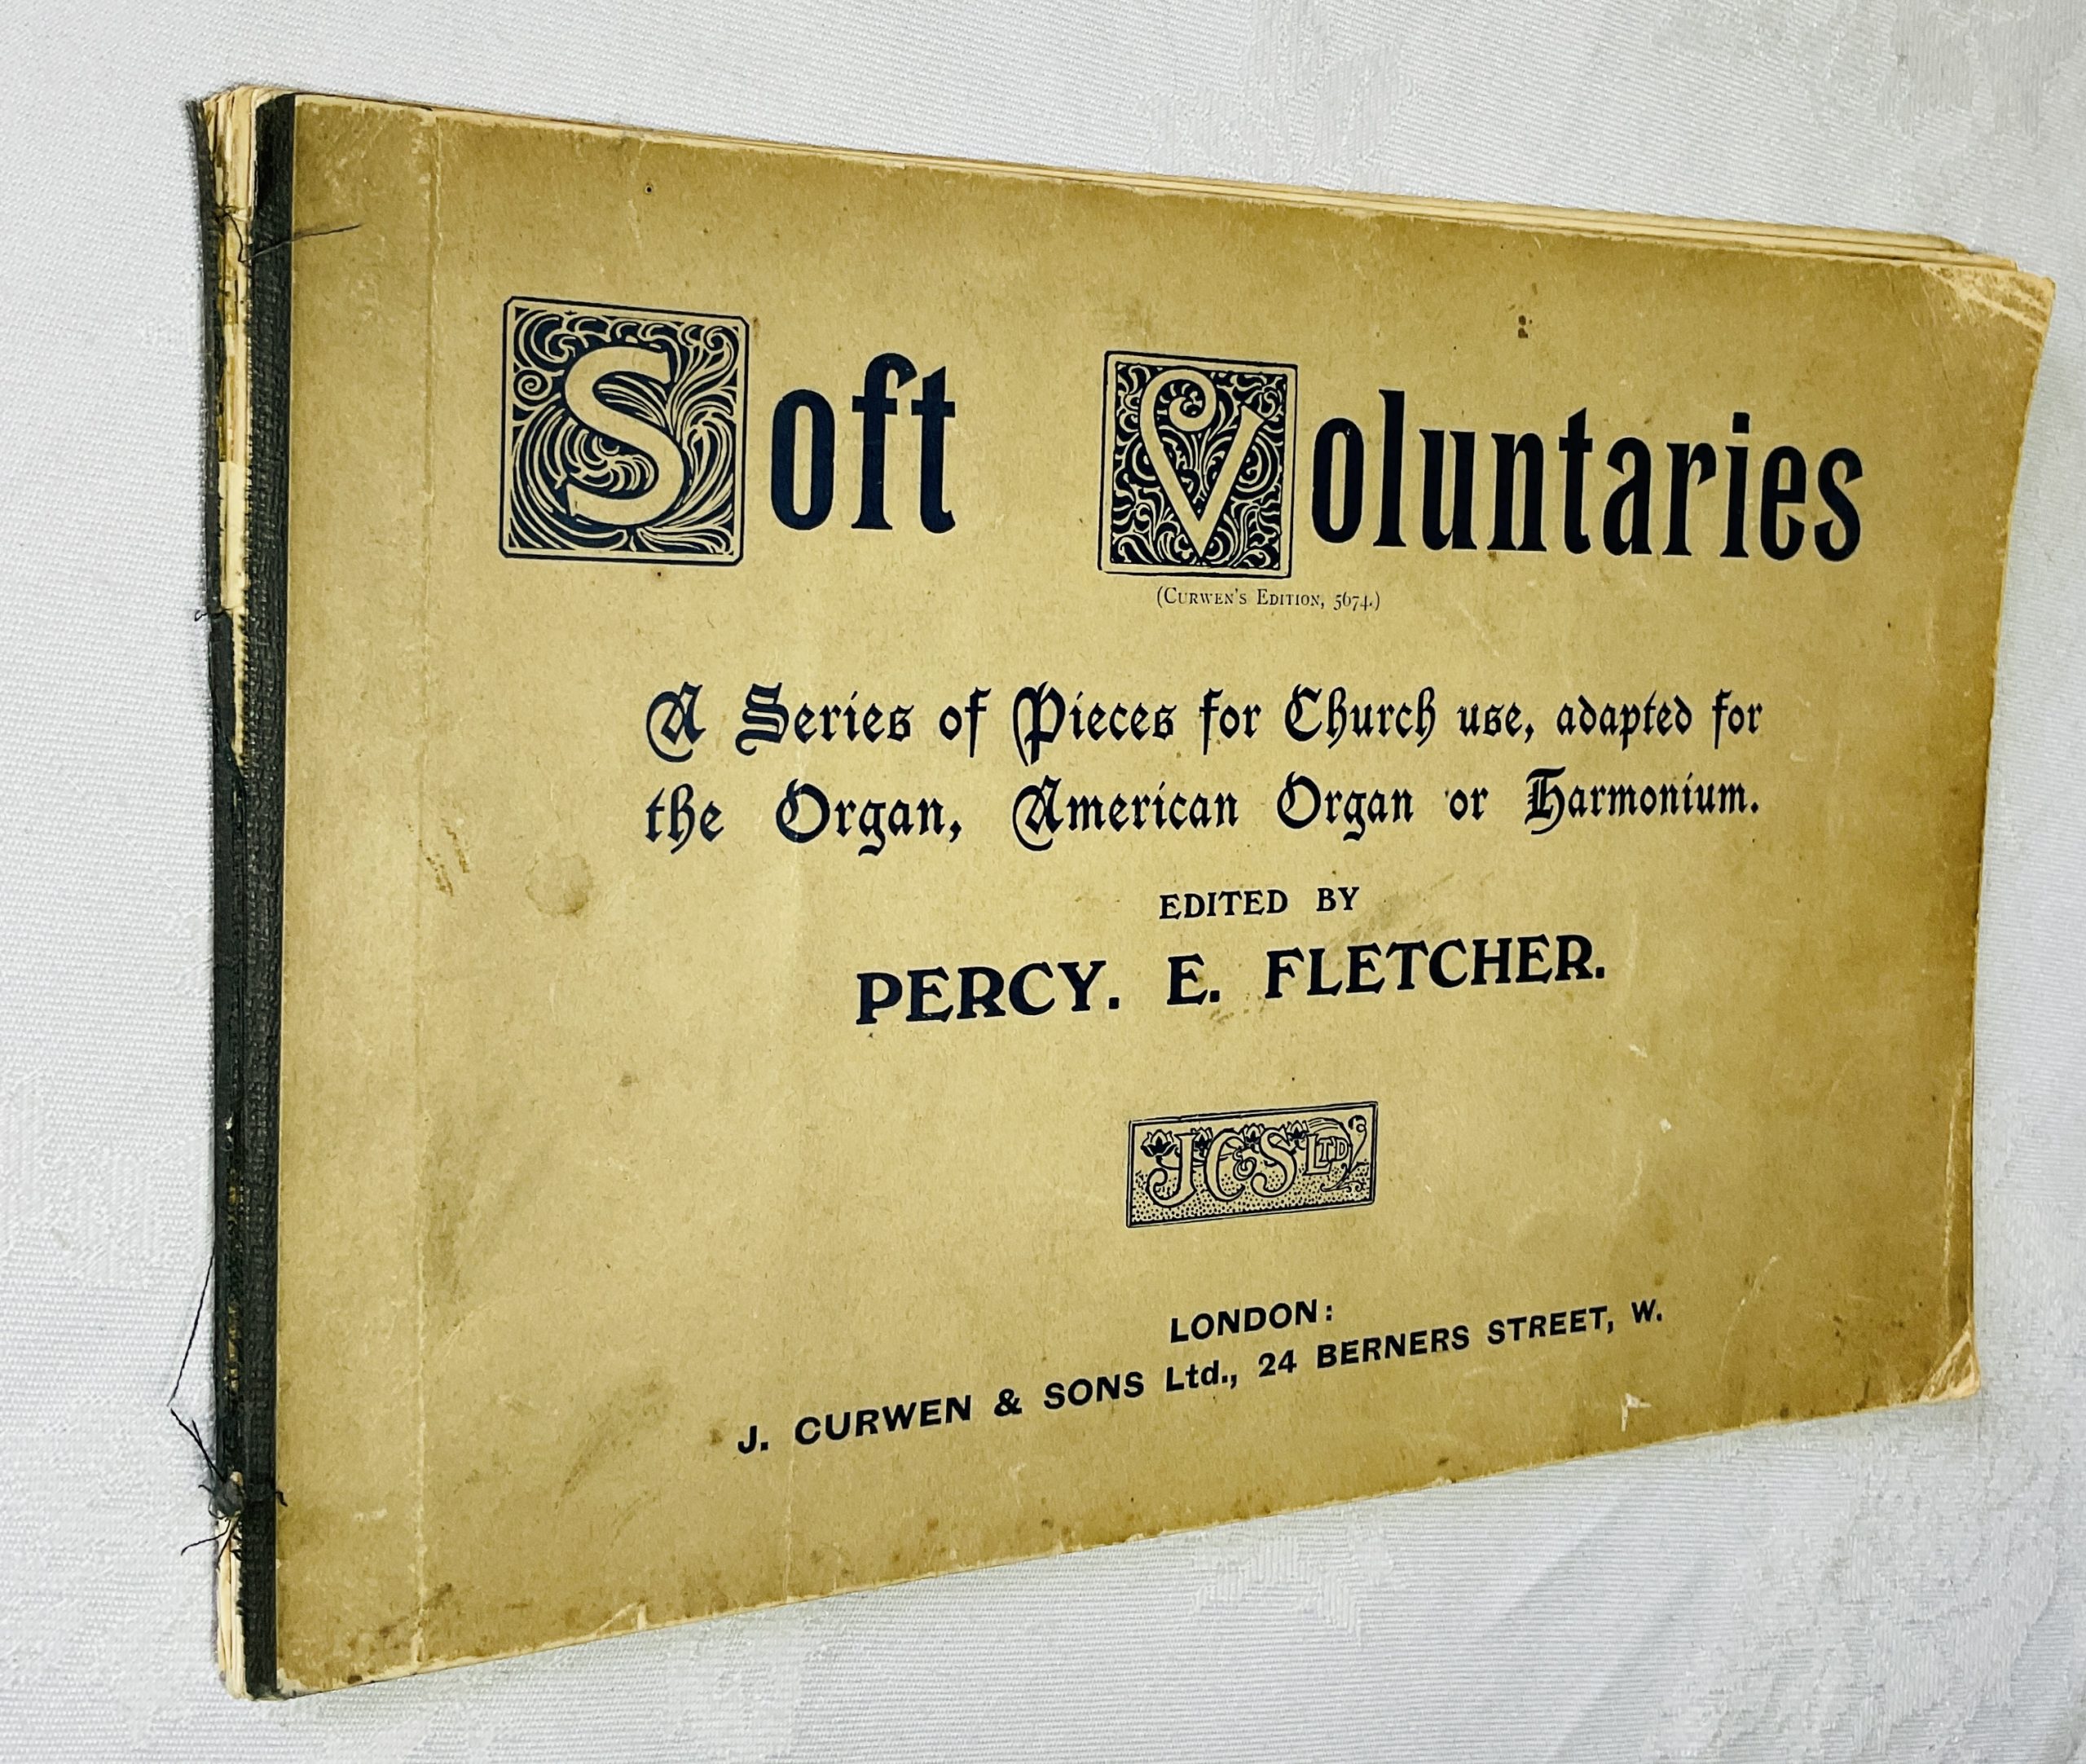 Soft Voluntaries
(Curwen's Edition, 5674.)
A Series of Pieces for Church use, adapted for
the Organ, American Organ or Harmonium.
EDITED BY
PERCY. E. FLETCHER.
J C & S LTD
LONDON:
J. CURWEN & SONS Ltd., 24 BERNERS STREET, W.